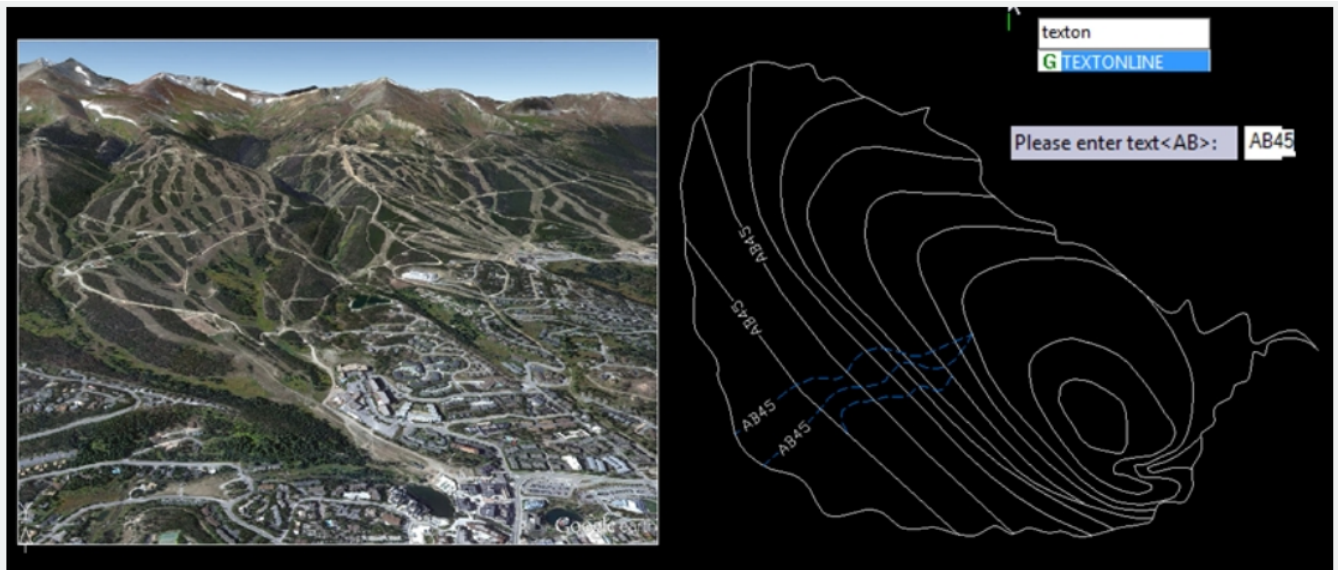 texton
G TEXTONLINE
Please enter text<AB>: AB45
AB45
AB45
AB45
AB45
Google earth